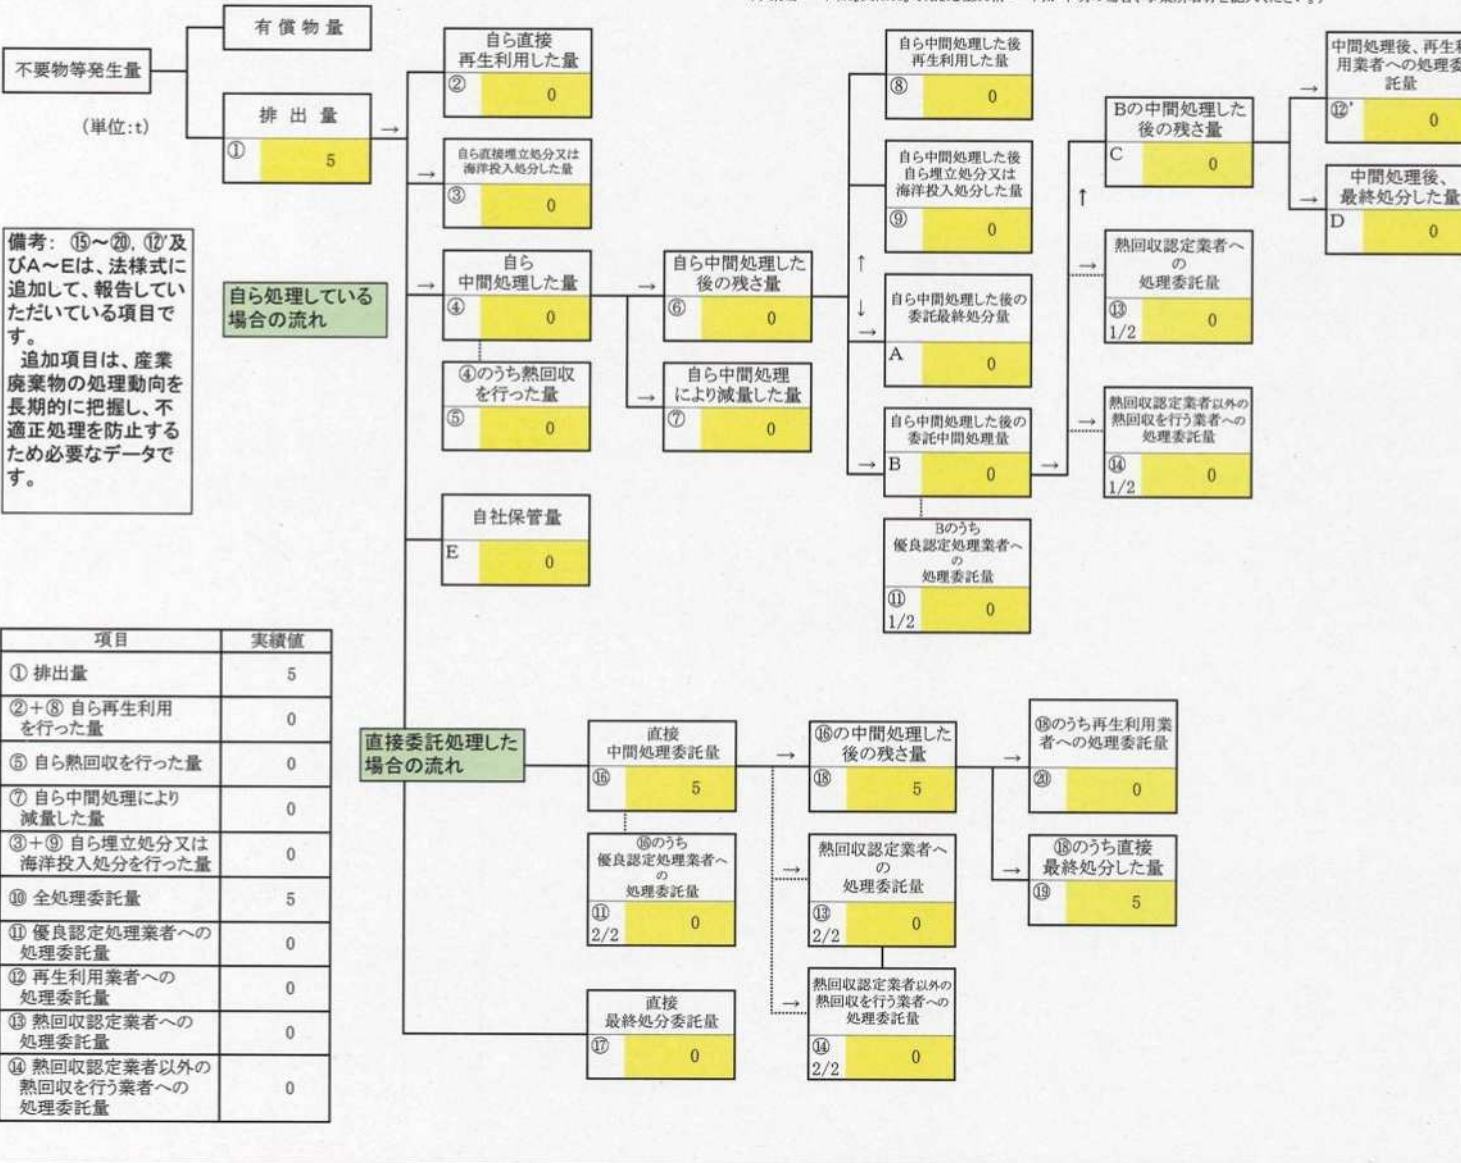 有償物量
不要物等発生量
(単位:t)
排出量
①
5
→
自ら直接
再生利用した量
②
0
→
自ら直接埋立処分又は
海洋投入処分した量
③
0
→
自ら
中間処理した量
④
0
④のうち熱回収
を行った量
⑤
0
自社保管量
E
0
→
自ら中間処理した
後の残さ量
⑥
0
→
自ら中間処理
により減量した量
⑦
0
自ら中間処理した後
再生利用した量
⑧
0
自ら中間処理した後
自ら埋立処分又は
海洋投入処分した量
⑨
0
↑
↓
→
自ら中間処理した後の
委託最終処分量
A
0
→
自ら中間処理した後の
委託中間処理量
B
0
→
Bのうち
優良認定処理業者へ
の
処理委託量
⑪
1/2
0
↑
Bの中間処理した
後の残さ量
C
0
→
熱回収認定業者へ
の
処理委託量
⑬
1/2
0
→
熱回収認定業者以外の
熱回収を行う業者への
処理委託量
⑭
1/2
0
→
中間処理後、再生利
用業者への処理委
託量
⑫'
0
→
中間処理後、
最終処分した量
D
0
備考: ⑮~⑳, ⑫'及
びA~Eは、法様式に
追加して、報告してい
ただいている項目で
す。
追加項目は、産業
廃棄物の処理動向を
長期的に把握し、不
適正処理を防止する
ため必要なデータで
す。
自ら処理している
場合の流れ
項目 実績値
① 排出量 5
②+⑧ 自ら再生利用
を行った量 0
⑤ 自ら熱回収を行った量 0
⑦ 自ら中間処理により
減量した量 0
③+⑨ 自ら埋立処分又は
海洋投入処分を行った量 0
⑩ 全処理委託量 5
⑪ 優良認定処理業者への
処理委託量 0
⑫ 再生利用業者への
処理委託量 0
⑬ 熱回収認定業者への
処理委託量 0
⑭ 熱回収認定業者以外の
熱回収を行う業者への
処理委託量 0
直接委託処理した
場合の流れ
直接
中間処理委託量
⑯
5
⑯のうち
優良認定処理業者へ
の
処理委託量
⑪
2/2
0
直接
最終処分委託量
⑰
0
→
⑯の中間処理した
後の残さ量
⑱
5
→
熱回収認定業者へ
の
処理委託量
⑬
2/2
0
→
熱回収認定業者以外の
熱回収を行う業者への
処理委託量
⑭
2/2
0
→
⑱のうち再生利用業
者への処理委託量
⑳
0
→
⑱のうち直接
最終処分した量
⑲
5